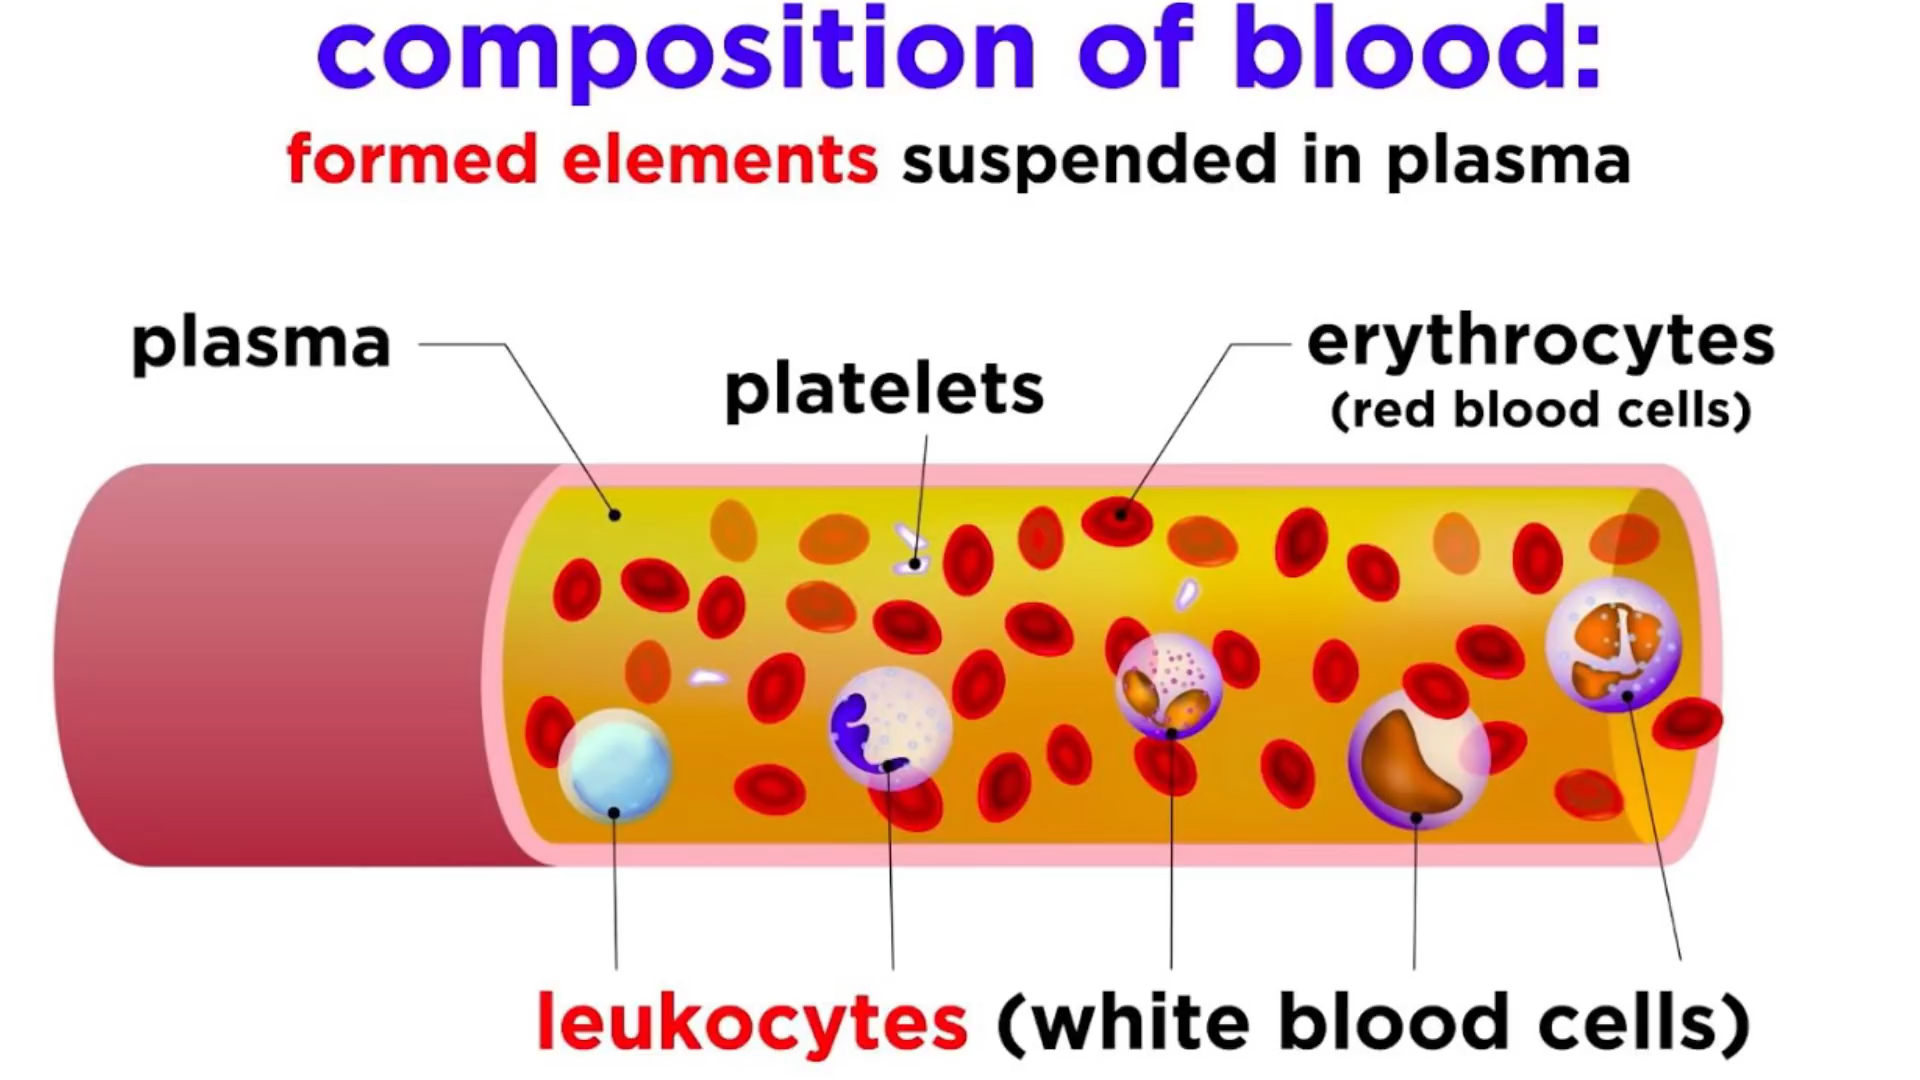 composition of blood:
formed elements suspended in plasma
plasma
platelets
erythrocytes
(red blood cells)
leukocytes (white blood cells)